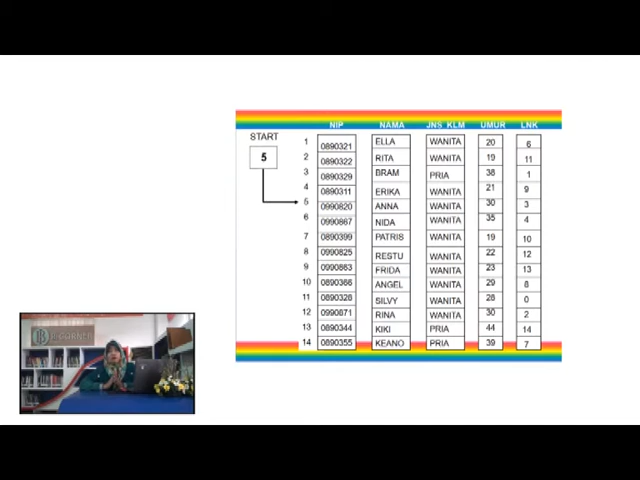 NIP NAMA JNS_KLM UMUR LNK
START
5
1 0890321 ELLA WANITA 20 6
2 0890322 RITA WANITA 19 11
3 0890329 BRAM PRIA 38 1
4 0890311 ERIKA WANITA 21 9
5 0990820 ANNA WANITA 30 3
6 0990867 NIDA WANITA 35 4
7 0890399 PATRIS WANITA 19 10
8 0990825 RESTU WANITA 22 12
9 0990863 FRIDA WANITA 23 13
10 0890366 ANGEL WANITA 29 8
11 0890328 SILVY WANITA 28 0
12 0990871 RINA WANITA 30 2
13 0890344 KIKI PRIA 44 14
14 0890355 KEANO PRIA 39 7